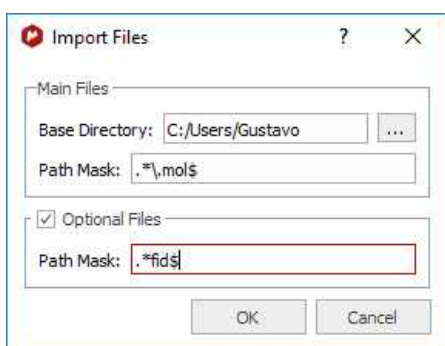 Import Files
?
Main Files
Base Directory: C:/Users/Gustavo ...
Path Mask: .*\.mol$
Optional Files
Path Mask: .*fid$
OK Cancel